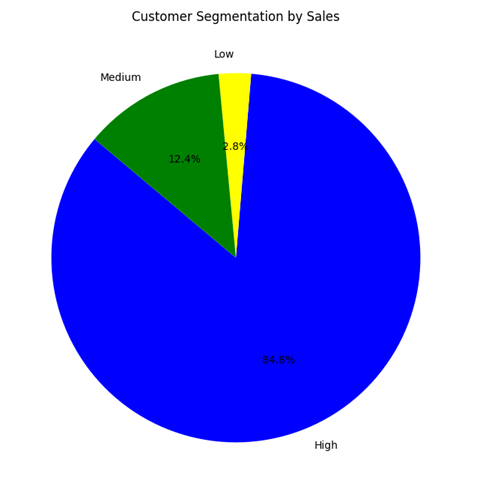 Customer Segmentation by Sales
Low
Medium
2.8%
12.4%
84.8%
High